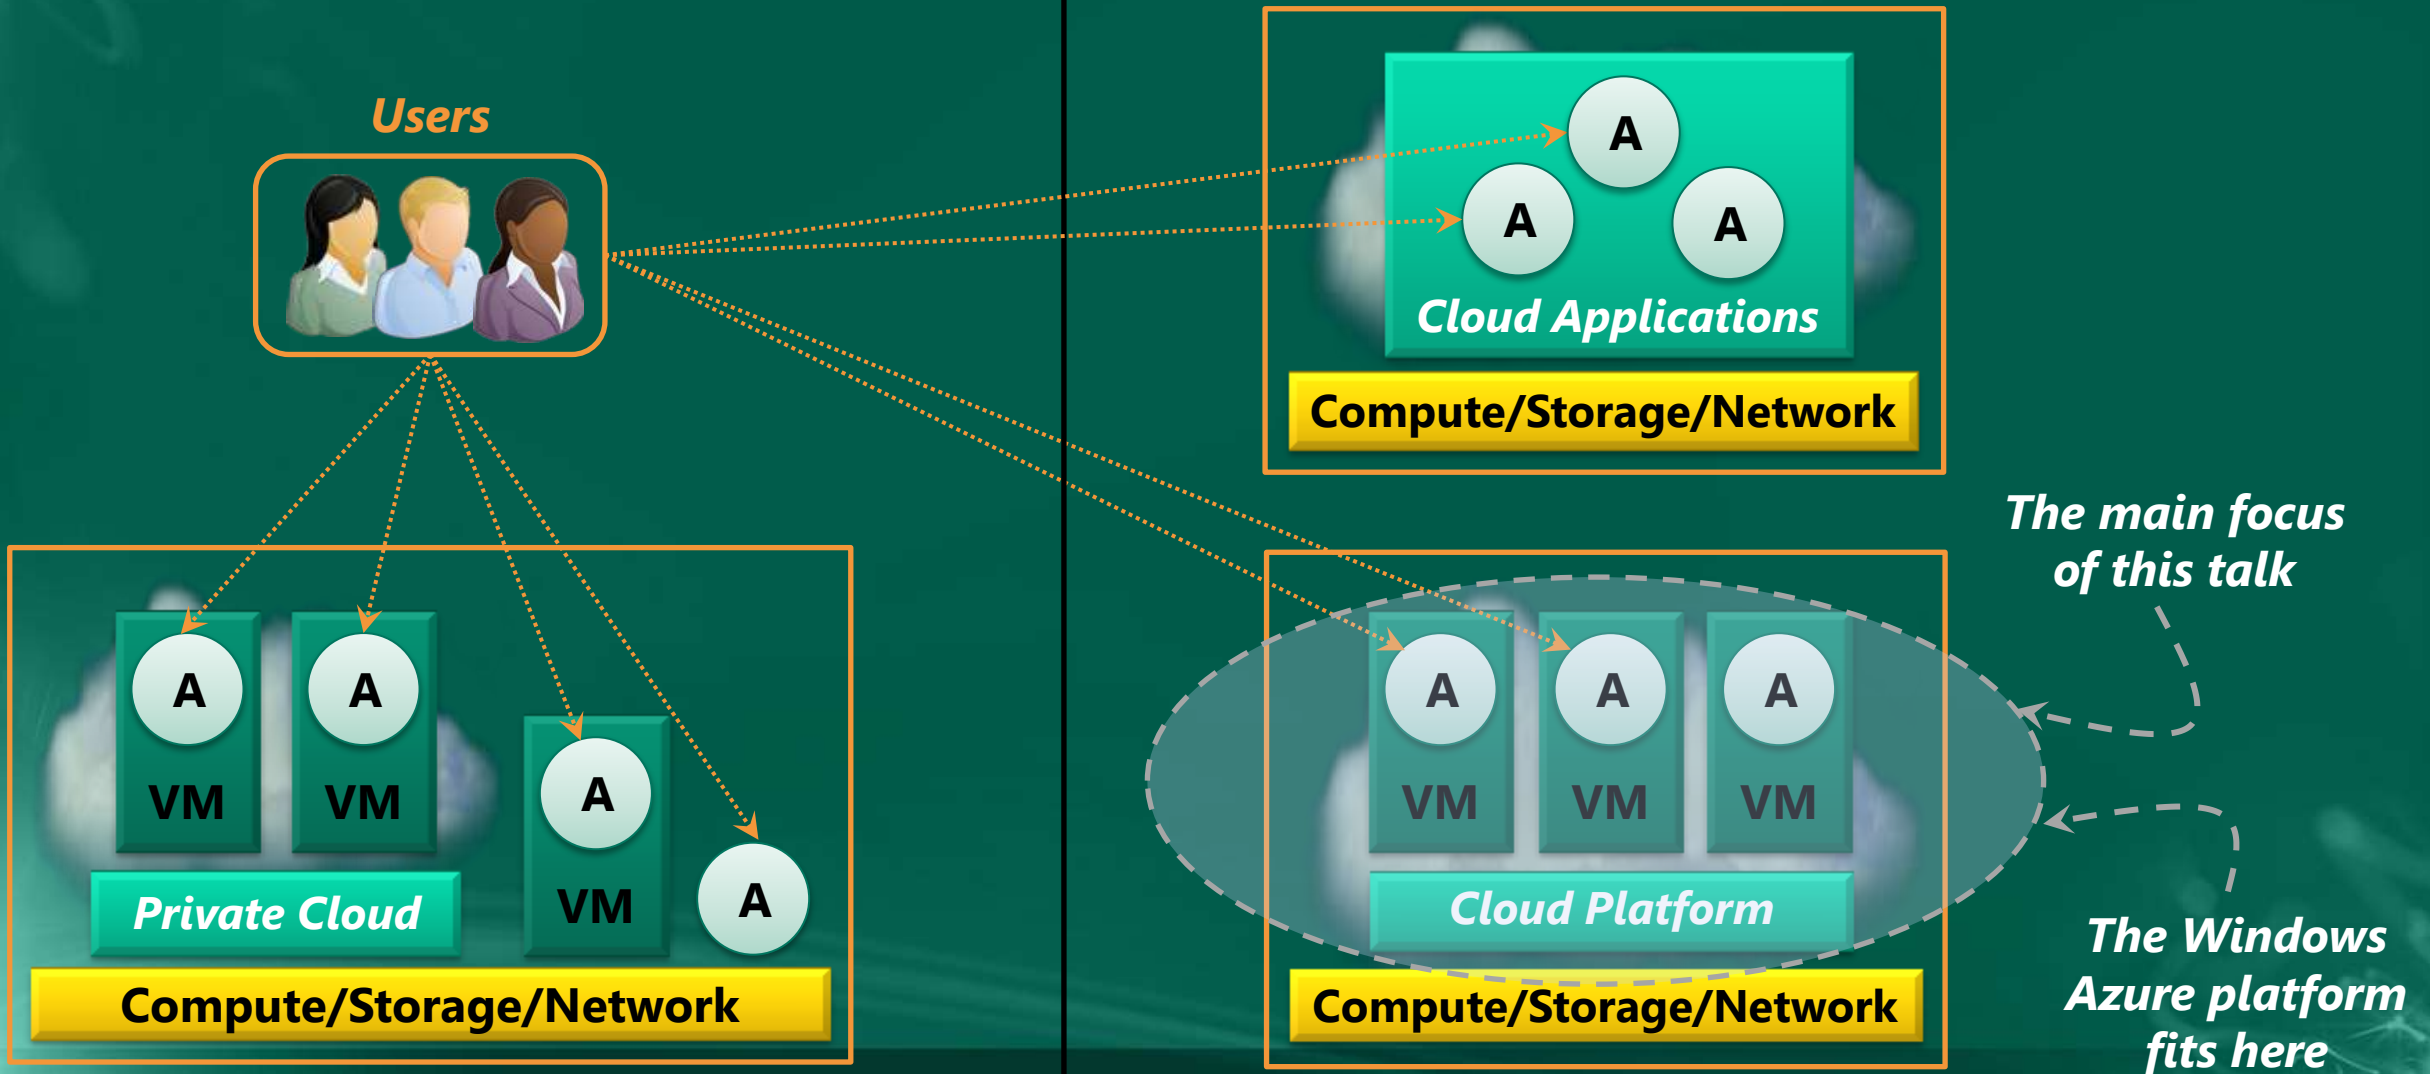 Users
A
A
A
Cloud Applications
Compute/Storage/Network
A
VM
A
VM
A
VM
A
Private Cloud
Compute/Storage/Network
A
VM
A
VM
A
VM
Cloud Platform
Compute/Storage/Network
The main focus
of this talk
The Windows
Azure platform
fits here